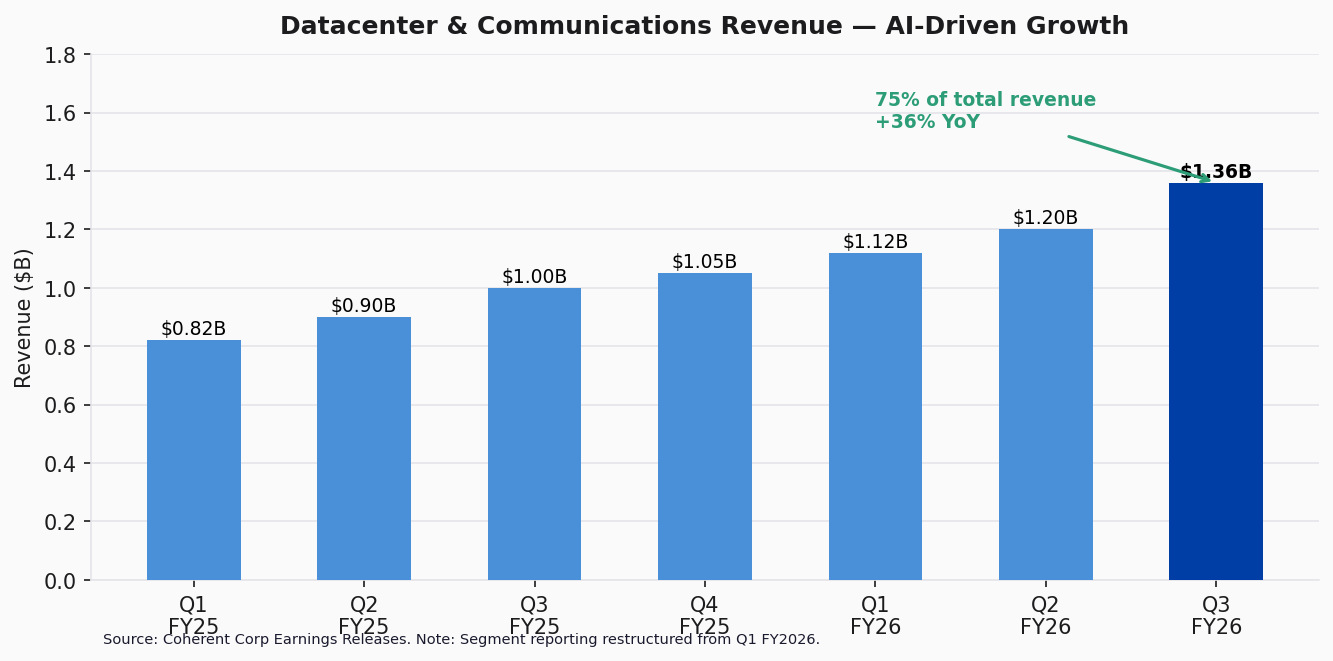 Datacenter & Communications Revenue — AI-Driven Growth
Revenue ($B)
1.8
1.6
1.4
1.2
1.0
0.8
0.6
0.4
0.2
0.0
75% of total revenue
+36% YoY
$0.82B
$0.90B
$1.00B
$1.05B
$1.12B
$1.20B
$1.36B
Q1
FY25
Q2
FY25
Q3
FY25
Q4
FY25
Q1
FY26
Q2
FY26
Q3
FY26
Source: Coherent Corp Earnings Releases. Note: Segment reporting restructured from Q1 FY2026.